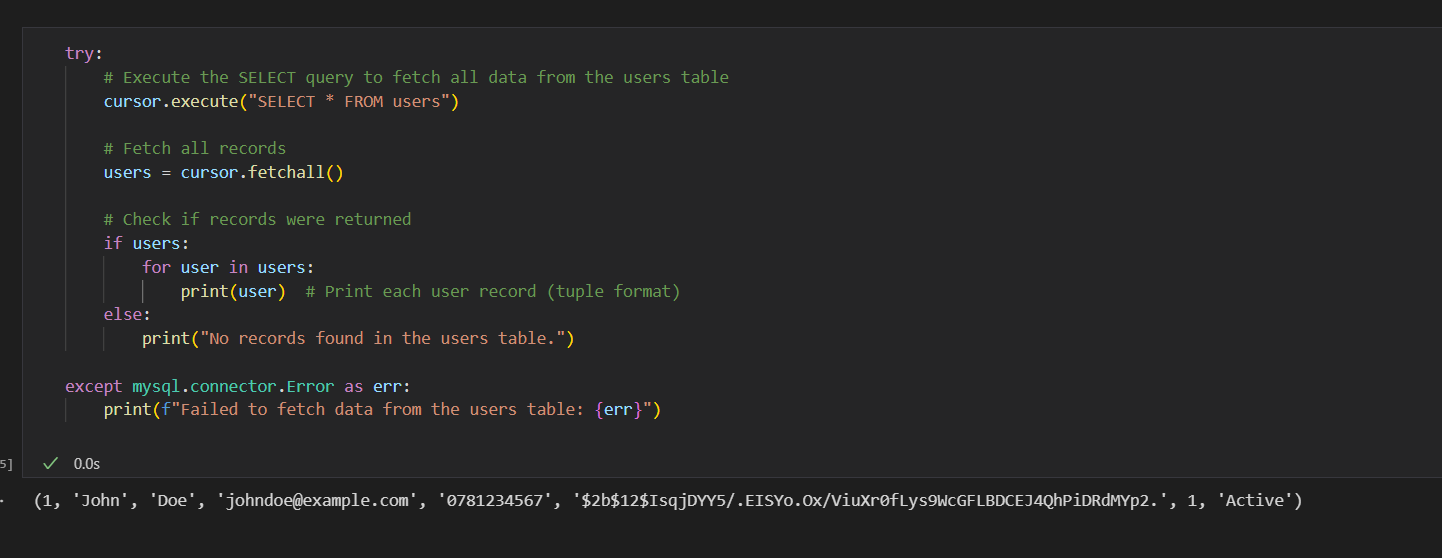 try:
    # Execute the SELECT query to fetch all data from the users table
    cursor.execute("SELECT * FROM users")

    # Fetch all records
    users = cursor.fetchall()

    # Check if records were returned
    if users:
        for user in users:
            print(user)  # Print each user record (tuple format)
    else:
        print("No records found in the users table.")

except mysql.connector.Error as err:
    print(f"Failed to fetch data from the users table: {err}")
5] ✓ 0.0s
(1, 'John', 'Doe', 'johndoe@example.com', '0781234567', '$2b$12$IsqjDYY5/.EISYo.Ox/ViuXr0fLys9WcGFLBDCEJ4QhPiDRdMYp2.', 1, 'Active')